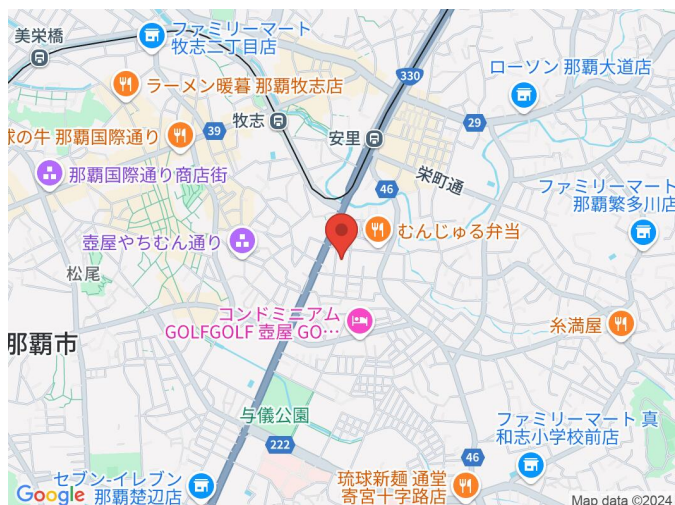 美栄橋
ファミリーマート
牧志二丁目店
ラーメン暖暮 那覇牧志店
330
ローソン 那覇大道店
29
牧志
39
安里
球の牛 那覇国際通り
那覇国際通り商店街
46
栄町通
ファミリーマート
那覇繁多川店
壺屋やちむん通り
むんじゅる弁当
松尾
コンドミニアム
GOLFGOLF 壺屋 GO…
糸満屋
那覇市
与儀公園
222
ファミリーマート 真
和志小学校前店
46
セブン-イレブン
那覇楚辺店
琉球新麺 通堂
寄宮十字路店
Google
Map data ©2024